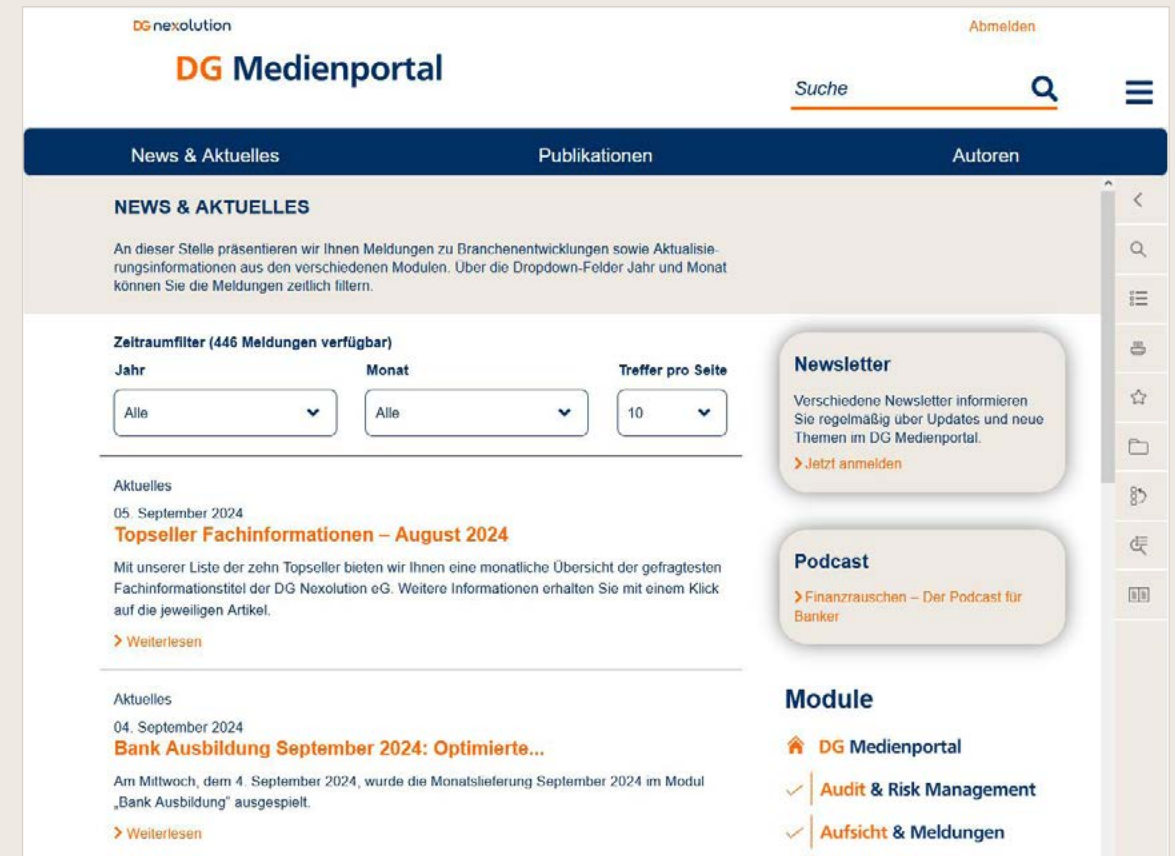 DG nexolution
Abmelden
DG Medienportal
Suche
News & Aktuelles
Publikationen
Autoren
NEWS & AKTUELLES
An dieser Stelle präsentieren wir Ihnen Meldungen zu Branchenentwicklungen sowie Aktualisie-
rungsinformationen aus den verschiedenen Modulen. Über die Dropdown-Felder Jahr und Monat
können Sie die Meldungen zeitlich filtern.
Zeitraumfilter (446 Meldungen verfügbar)
Jahr
Monat
Treffer pro Seite
Alle
Alle
10
Aktuelles
05. September 2024
Topseller Fachinformationen – August 2024
Mit unserer Liste der zehn Topseller bieten wir Ihnen eine monatliche Übersicht der gefragtesten
Fachinformationstitel der DG Nexolution eG. Weitere Informationen erhalten Sie mit einem Klick
auf die jeweiligen Artikel.
Weiterlesen
Aktuelles
04. September 2024
Bank Ausbildung September 2024: Optimierte...
Am Mittwoch, dem 4. September 2024, wurde die Monatslieferung September 2024 im Modul
„Bank Ausbildung“ ausgespielt.
Weiterlesen
Newsletter
Verschiedene Newsletter informieren
Sie regelmäßig über Updates und neue
Themen im DG Medienportal.
Jetzt anmelden
Podcast
Finanzrauschen – Der Podcast für
Banker
Module
DG Medienportal
Audit & Risk Management
Aufsicht & Meldungen